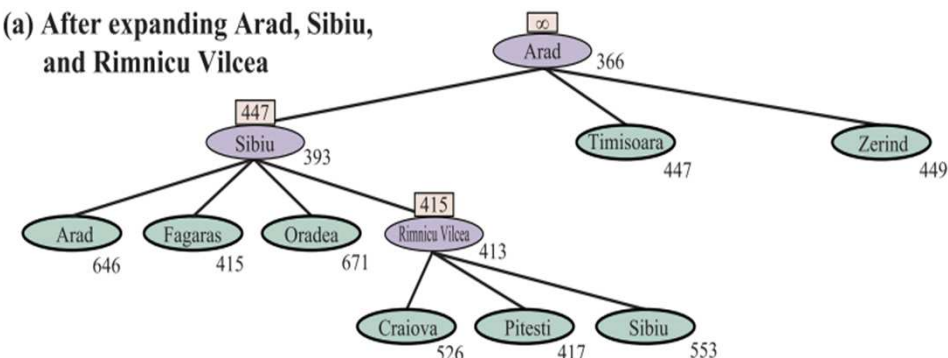 (a) After expanding Arad, Sibiu,
and Rimnicu Vilcea
∞
Arad
366
447
Sibiu
393
Timisoara
447
Zerind
449
Arad
646
Fagaras
415
Oradea
671
415
Rimnicu Vilcea
413
Craiova
526
Pitesti
417
Sibiu
553